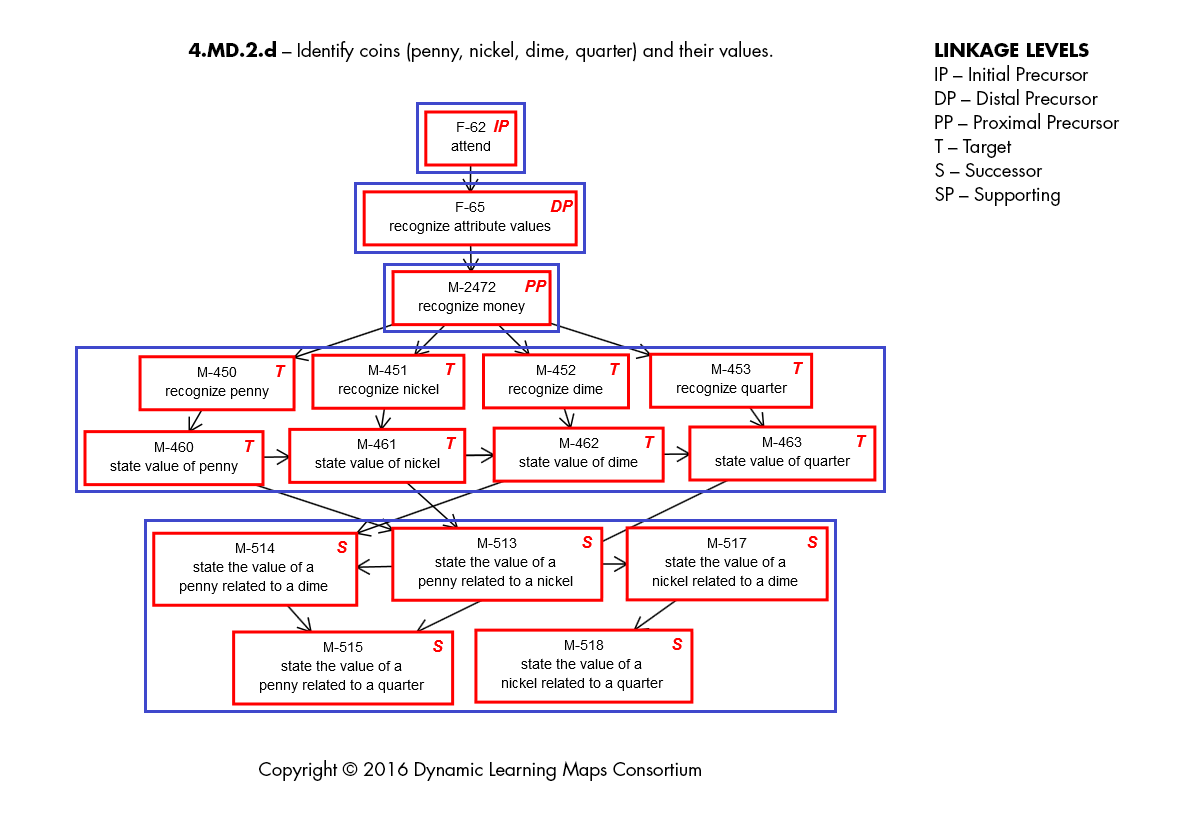 4.MD.2.d – Identify coins (penny, nickel, dime, quarter) and their values.
LINKAGE LEVELS
IP – Initial Precursor
DP – Distal Precursor
PP – Proximal Precursor
T – Target
S – Successor
SP – Supporting
F-62 IP
attend
F-65 DP
recognize attribute values
M-2472 PP
recognize money
M-450 T
recognize penny
M-451 T
recognize nickel
M-452 T
recognize dime
M-453 T
recognize quarter
M-460 T
state value of penny
M-461 T
state value of nickel
M-462 T
state value of dime
M-463 T
state value of quarter
M-514 S
state the value of a
penny related to a dime
M-513 S
state the value of a
penny related to a nickel
M-517 S
state the value of a
nickel related to a dime
M-515 S
state the value of a
penny related to a quarter
M-518 S
state the value of a
nickel related to a quarter
Copyright © 2016 Dynamic Learning Maps Consortium